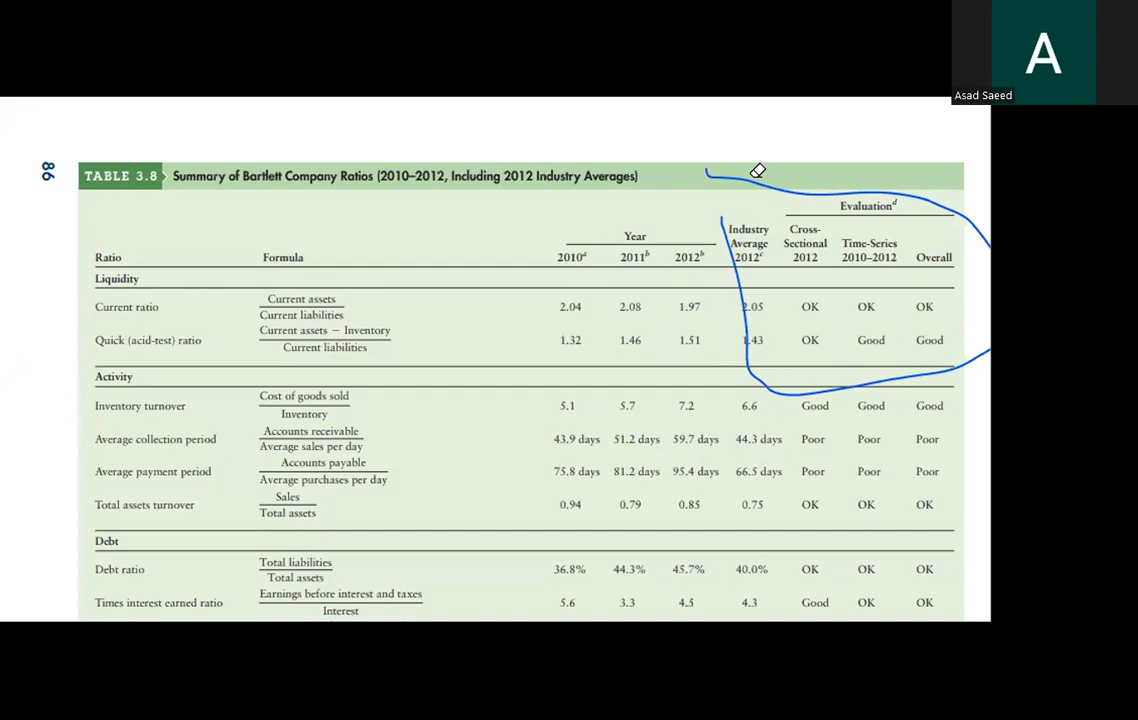 A
Asad Saeed
86
TABLE 3.8 Summary of Bartlett Company Ratios (2010–2012, Including 2012 Industry Averages)
Evaluationᵈ
Year Industry Average 2012ᶜ Cross-Sectional 2012 Time-Series 2010–2012 Overall
Ratio Formula 2010ᵃ 2011ᵇ 2012ᵇ
Liquidity
Current ratio Current assets / Current liabilities 2.04 2.08 1.97 2.05 OK OK OK
Quick (acid-test) ratio Current assets − Inventory / Current liabilities 1.32 1.46 1.51 1.43 OK Good Good
Activity
Inventory turnover Cost of goods sold / Inventory 5.1 5.7 7.2 6.6 Good Good Good
Average collection period Accounts receivable / Average sales per day 43.9 days 51.2 days 59.7 days 44.3 days Poor Poor Poor
Average payment period Accounts payable / Average purchases per day 75.8 days 81.2 days 95.4 days 66.5 days Poor Poor Poor
Total assets turnover Sales / Total assets 0.94 0.79 0.85 0.75 OK OK OK
Debt
Debt ratio Total liabilities / Total assets 36.8% 44.3% 45.7% 40.0% OK OK OK
Times interest earned ratio Earnings before interest and taxes / Interest 5.6 3.3 4.5 4.3 Good OK OK